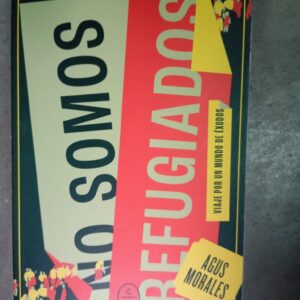 NO SOMOS
REFUGIADOS
VIAJE POR UN MUNDO DE ÉXODOS
AGUS
MORALES